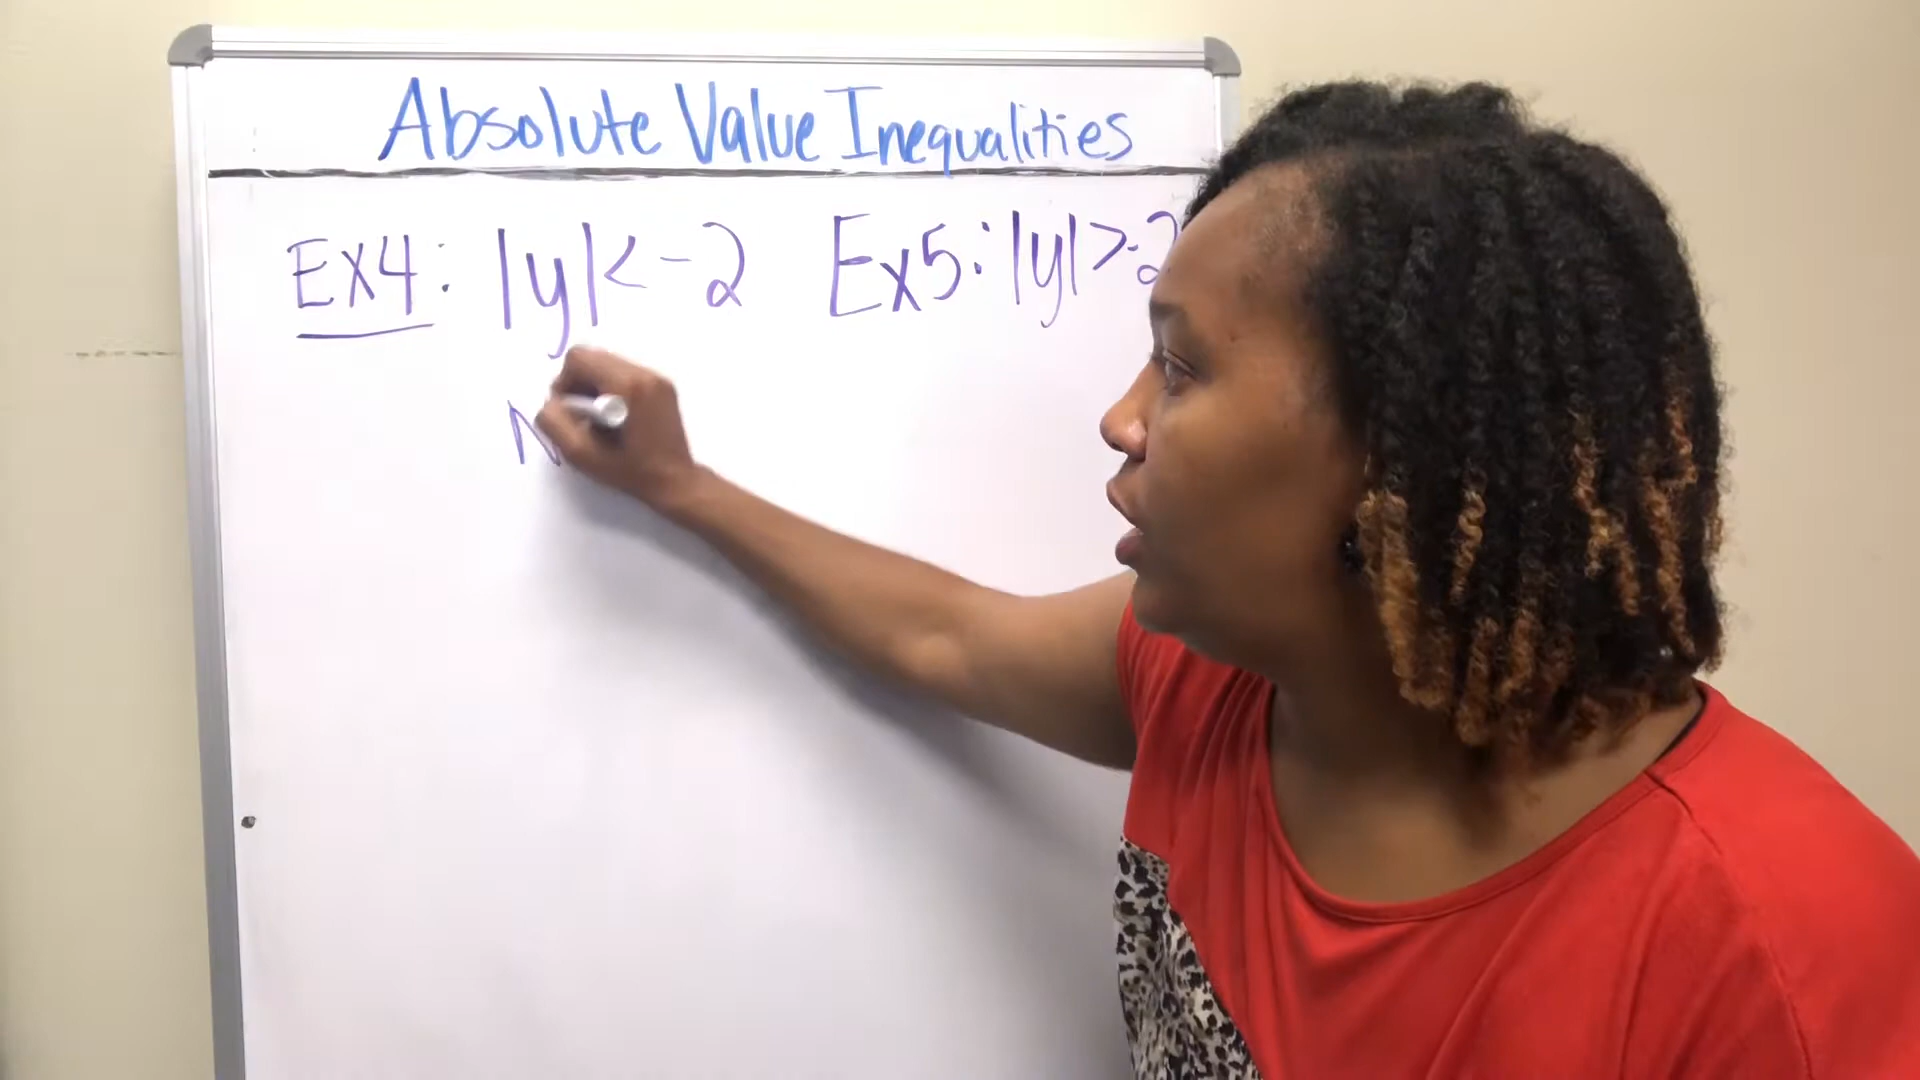 Absolute Value Inequalities
Ex4: |y|<-2 Ex5: |y|>-2
N